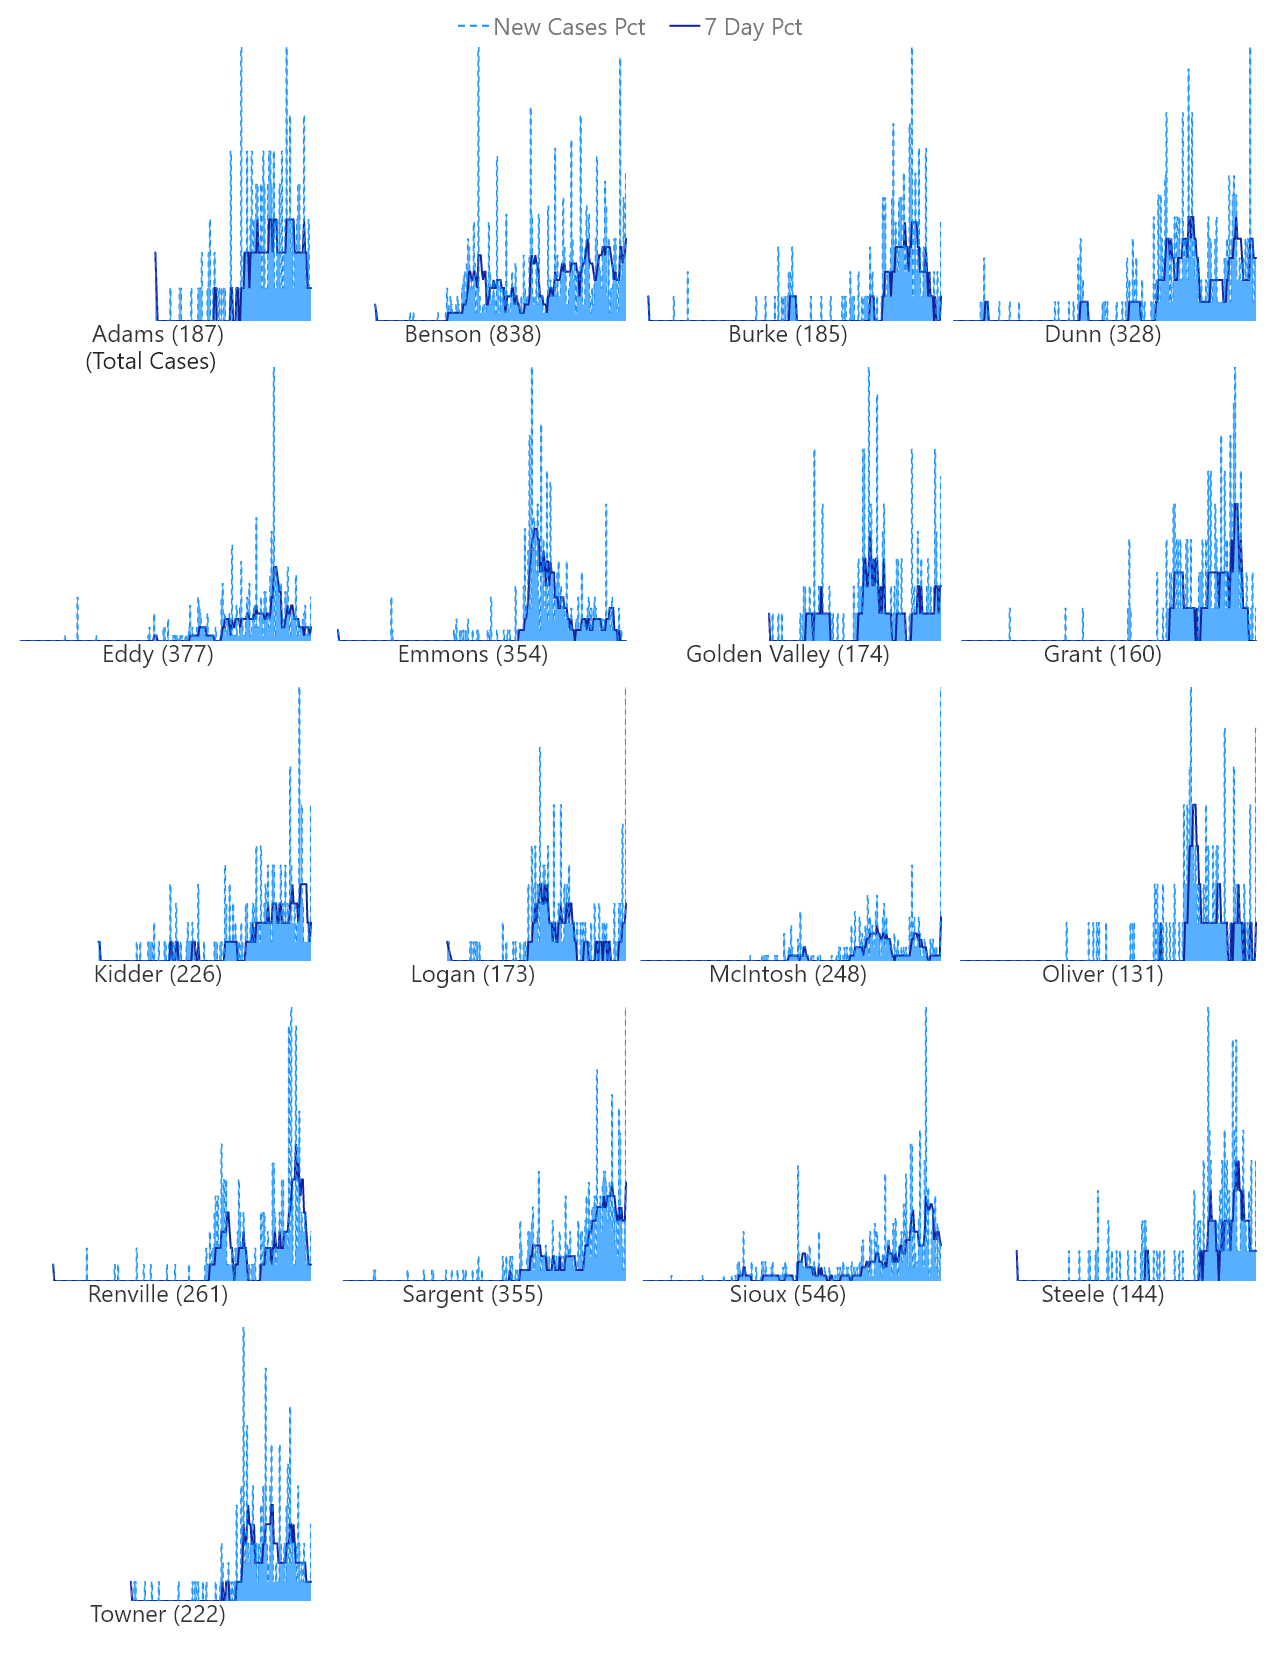 New Cases Pct 7 Day Pct
Adams (187) Benson (838) Burke (185) Dunn (328)
(Total Cases)
Eddy (377) Emmons (354) Golden Valley (174) Grant (160)
Kidder (226) Logan (173) McIntosh (248) Oliver (131)
Renville (261) Sargent (355) Sioux (546) Steele (144)
Towner (222)